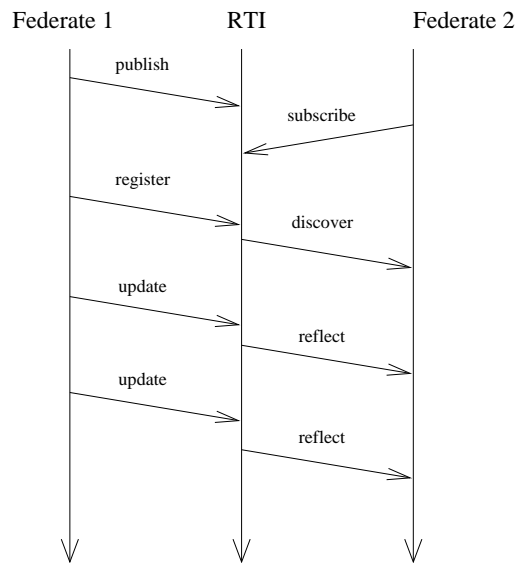 Federate 1 RTI Federate 2
publish
subscribe
register
discover
update
reflect
update
reflect